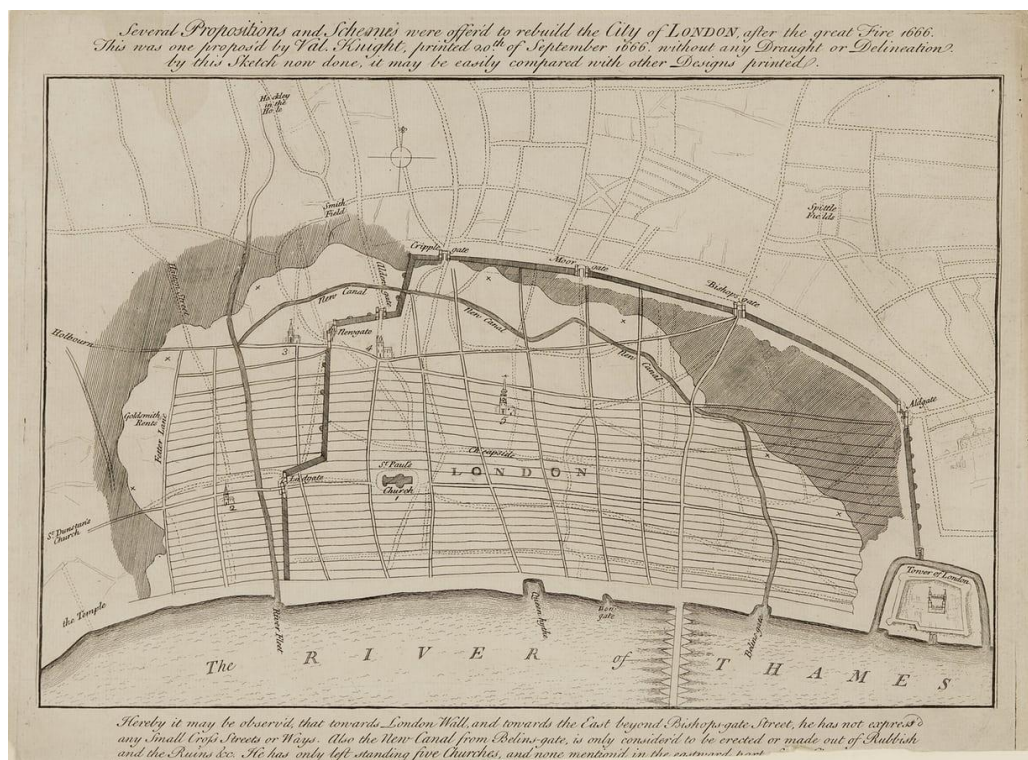 Several Propositions and Schemes were offer'd to rebuild the City of LONDON, after the great Fire 1666.
This was one propos'd by Val. Knight, printed 20th of September 1666. without any Draught or Delineation.
by this Sketch now done, it may be easily compared with other Designs printed.
Hockley
in the
Hole
Smith
Field
Spittle
Fields
Cripple gate
Moor gate
Bishops gate
Aldgate
Aldersgate
New Canal
New Canal
New Canal
Newgate
Holbourn
3
4
5
Goldsmith
Rents
Fetter Lane
Cheapside
St. Pauls
Church
LONDON
Ludgate
2
St. Dunstan's
Church
the Temple
River Fleet
Queen hyth
Tower of London
Belins-gate
The RIVER of THAMES
Hereby it may be observ'd, that towards London Wall, and towards the East beyond Bishops-gate Street, he has not express'd
any Small Cross Streets or Ways. Also the New Canal from Belins-gate, is only consider'd to be erected or made out of Rubbish
and the Ruins &c. He has only left standing five Churches, and none mention'd in the eastward part